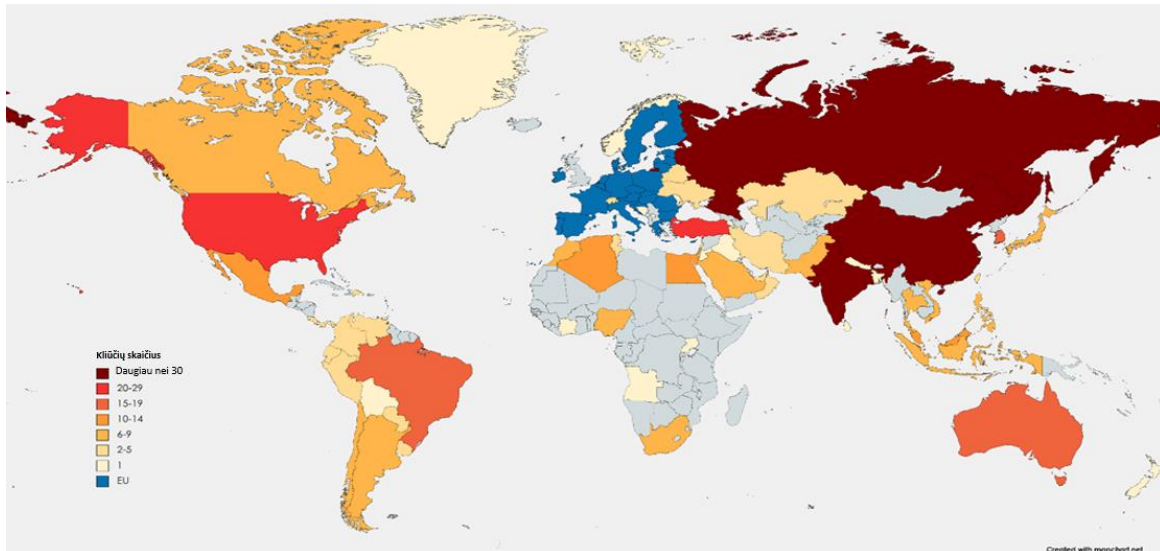 Kliūčių skaičius
Daugiau nei 30
20-29
15-19
10-14
6-9
2-5
1
EU
Created with mapchart.net